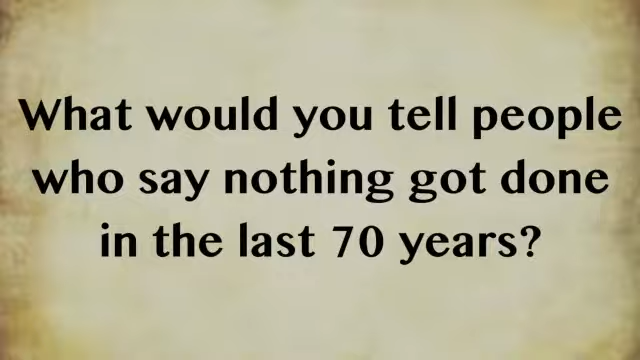 What would you tell people
who say nothing got done
in the last 70 years?